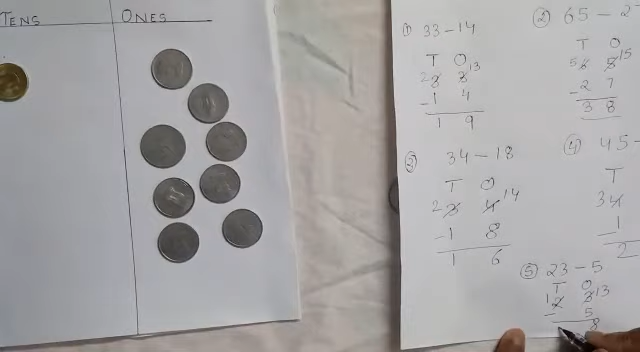 TENS ONES
① 33-14
T O
2 3 3 13
- 1 4
1 9
② 65-2
T O
5 6 5 15
- 2 7
3 8
③ 34-18
T O
2 3 4 14
- 1 8
1 6
④ 45-
T
3 4
- 1
2
⑤ 23-5
T O
1 2 3 13
- 5
8